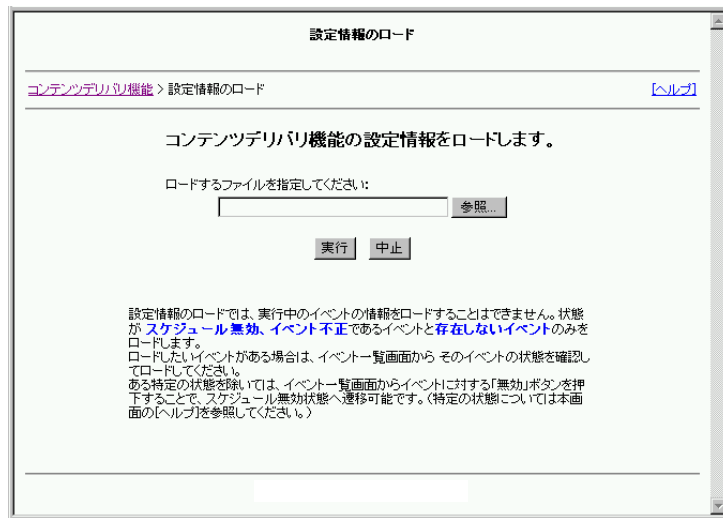 設定情報のロード
コンテンツデリバリ機能 > 設定情報のロード
[ヘルプ]
コンテンツデリバリ機能の設定情報をロードします。
ロードするファイルを指定してください:
参照...
実行 中止
設定情報のロードでは、実行中のイベントの情報をロードすることはできません。状態
が スケジュール無効、イベント不正であるイベントと存在しないイベントのみを
ロードします。
ロードしたいイベントがある場合は、イベント一覧画面から そのイベントの状態を確認し
てロードしてください。
ある特定の状態を除いては、イベント一覧画面からイベントに対する「無効」ボタンを押
下することで、スケジュール無効状態へ遷移可能です。(特定の状態については本画
面の[ヘルプ]を参照してください。)